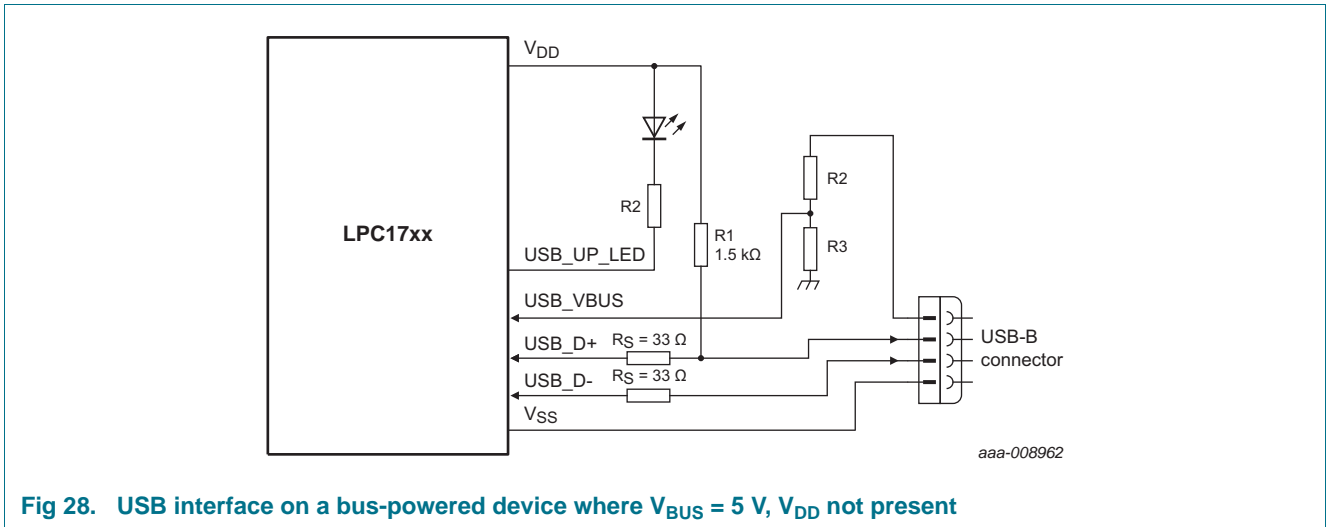 VDD
R2
LPC17xx
R2
R1
1.5 kΩ
R3
USB_UP_LED
USB_VBUS
USB_D+ RS = 33 Ω
USB-B
connector
USB_D- RS = 33 Ω
VSS
aaa-008962
Fig 28. USB interface on a bus-powered device where VBUS = 5 V, VDD not present